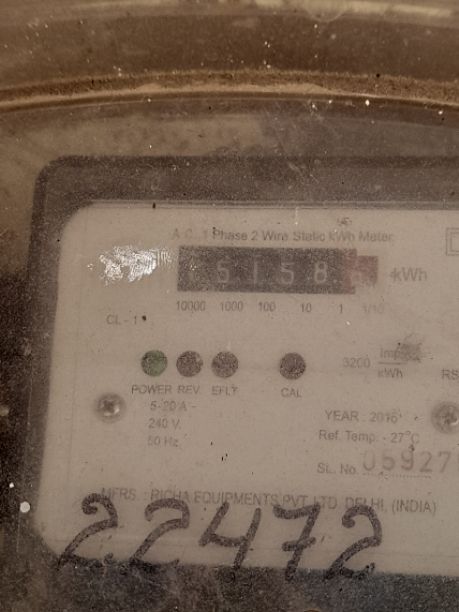 A.C. 1 Phase 2 Wire Static kWh Meter
5158 kWh
10000 1000 100 10 1 1/10
CL - 1
3200 Imp/kWh
POWER REV. EFLT CAL
5-20 A
240 V
50 Hz
YEARː 2016
Ref. Temp. - 27°C
SL. No. 05927
MFRS. : RICHA EQUIPMENTS PVT. LTD. DELHI, (INDIA)
22472